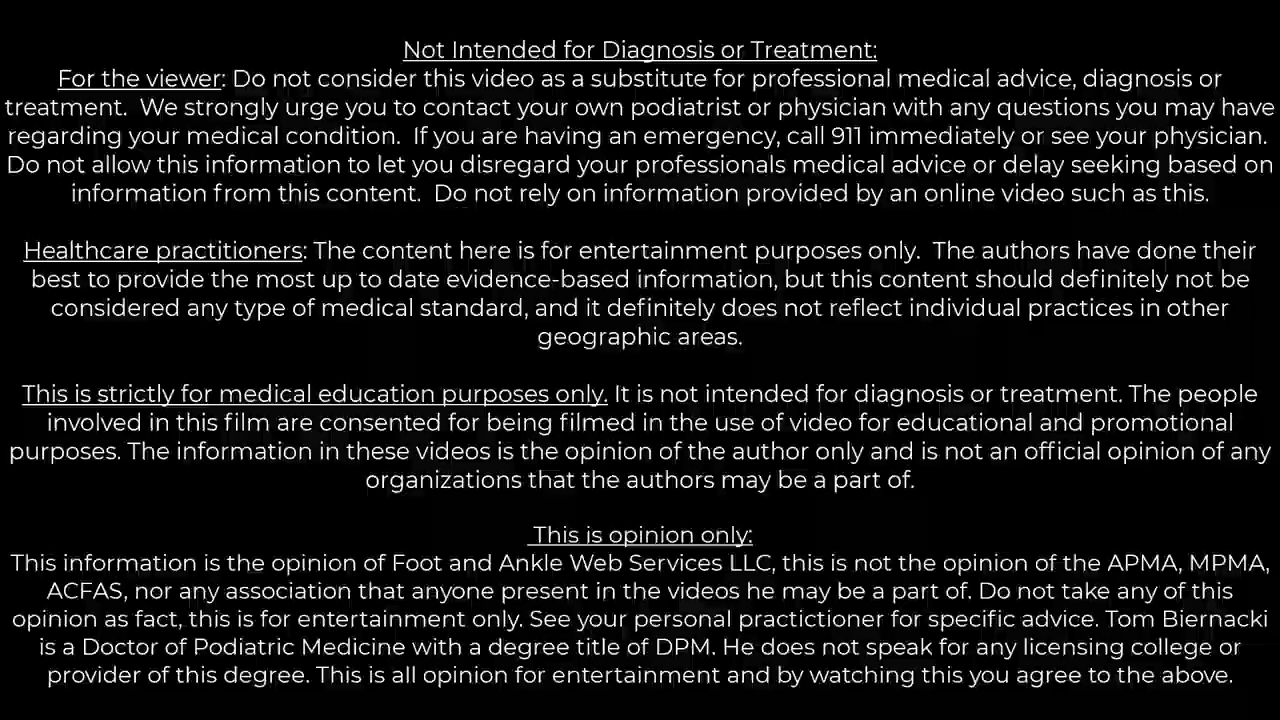 Not Intended for Diagnosis or Treatment:
For the viewer: Do not consider this video as a substitute for professional medical advice, diagnosis or
treatment.  We strongly urge you to contact your own podiatrist or physician with any questions you may have
regarding your medical condition.  If you are having an emergency, call 911 immediately or see your physician.
Do not allow this information to let you disregard your professionals medical advice or delay seeking based on
information from this content.  Do not rely on information provided by an online video such as this.
Healthcare practitioners: The content here is for entertainment purposes only.  The authors have done their
best to provide the most up to date evidence-based information, but this content should definitely not be
considered any type of medical standard, and it definitely does not reflect individual practices in other
geographic areas.
This is strictly for medical education purposes only. It is not intended for diagnosis or treatment. The people
involved in this film are consented for being filmed in the use of video for educational and promotional
purposes. The information in these videos is the opinion of the author only and is not an official opinion of any
organizations that the authors may be a part of.
This is opinion only:
This information is the opinion of Foot and Ankle Web Services LLC, this is not the opinion of the APMA, MPMA,
ACFAS, nor any association that anyone present in the videos he may be a part of. Do not take any of this
opinion as fact, this is for entertainment only. See your personal practictioner for specific advice. Tom Biernacki
is a Doctor of Podiatric Medicine with a degree title of DPM. He does not speak for any licensing college or
provider of this degree. This is all opinion for entertainment and by watching this you agree to the above.